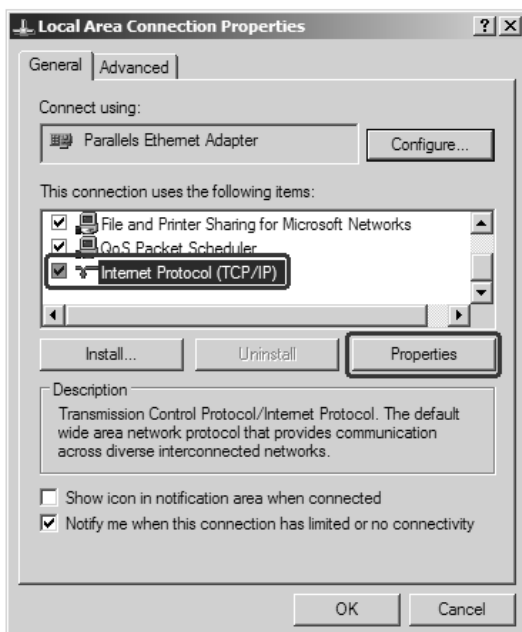 Local Area Connection Properties
General
Advanced
Connect using:
Parallels Ethernet Adapter
Configure...
This connection uses the following items:
File and Printer Sharing for Microsoft Networks
QoS Packet Scheduler
Internet Protocol (TCP/IP)
Install...
Uninstall
Properties
Description
Transmission Control Protocol/Internet Protocol. The default
wide area network protocol that provides communication
across diverse interconnected networks.
Show icon in notification area when connected
Notify me when this connection has limited or no connectivity
OK
Cancel